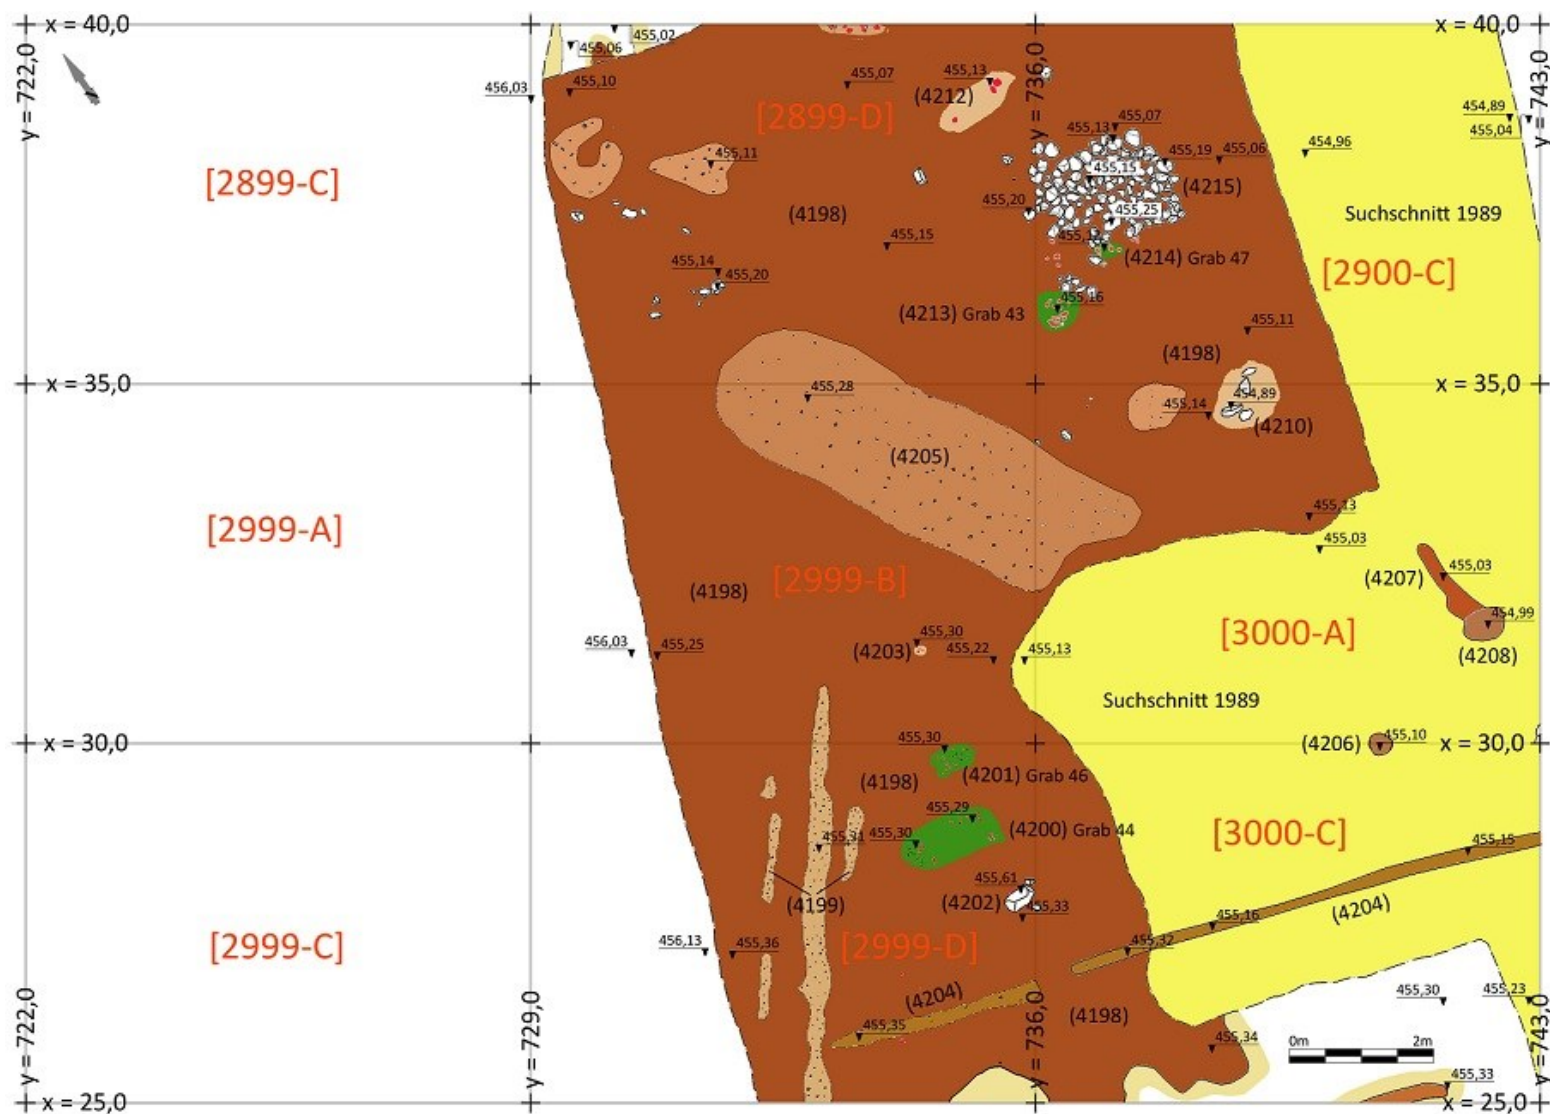 x = 40,0
x = 40,0
y = 722,0
y = 736,0
y = 743,0
455,02
455,06
455,10
456,03
455,07
455,13
(4212)
[2899-D]
454,89
455,04
455,07
455,13
454,96
455,06
455,19
455,11
455,15
(4215)
[2899-C]
455,20
455,25
(4198)
Suchschnitt 1989
455,15
(4214) Grab 47
455,14
455,20
[2900-C]
455,16
(4213) Grab 43
455,11
(4198)
x = 35,0
x = 35,0
455,28
455,14
454,89
(4210)
(4205)
455,13
[2999-A]
455,03
[2999-B]
(4198)
(4207)
455,03
454,99
[3000-A]
(4208)
455,30
(4203)
455,22
455,13
456,03
455,25
Suchschnitt 1989
x = 30,0
x = 30,0
455,30
(4206)
455,10
(4198)
(4201) Grab 46
455,29
(4200) Grab 44
455,31
455,30
[3000-C]
455,15
455,61
(4202)
455,33
(4199)
(4204)
455,16
[2999-C]
456,13
455,36
[2999-D]
455,32
(4204)
455,30
455,23
(4198)
455,35
455,34
0m
2m
455,33
y = 722,0
y = 729,0
y = 736,0
y = 743,0
x = 25,0
x = 25,0